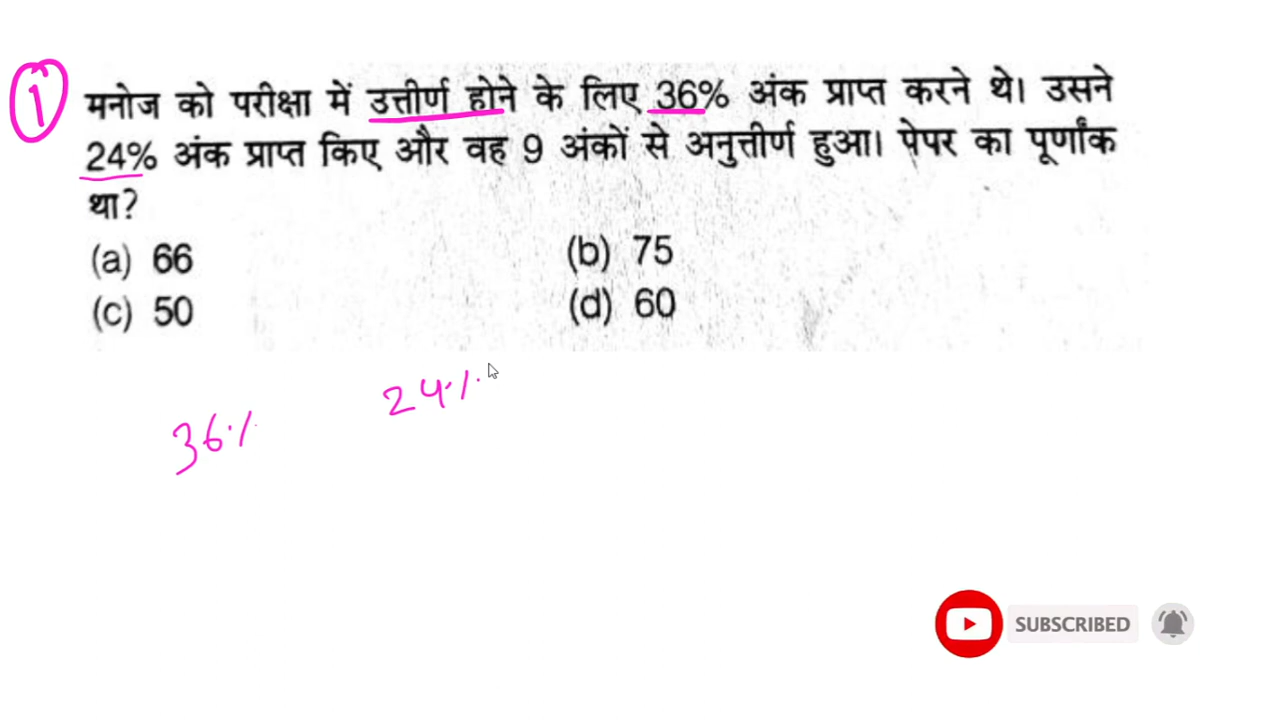 1 मनोज को परीक्षा में उत्तीर्ण होने के लिए 36% अंक प्राप्त करने थे। उसने
24% अंक प्राप्त किए और वह 9 अंकों से अनुत्तीर्ण हुआ। पेपर का पूर्णांक
था?
(a) 66 (b) 75
(c) 50 (d) 60
36% 24%
SUBSCRIBED